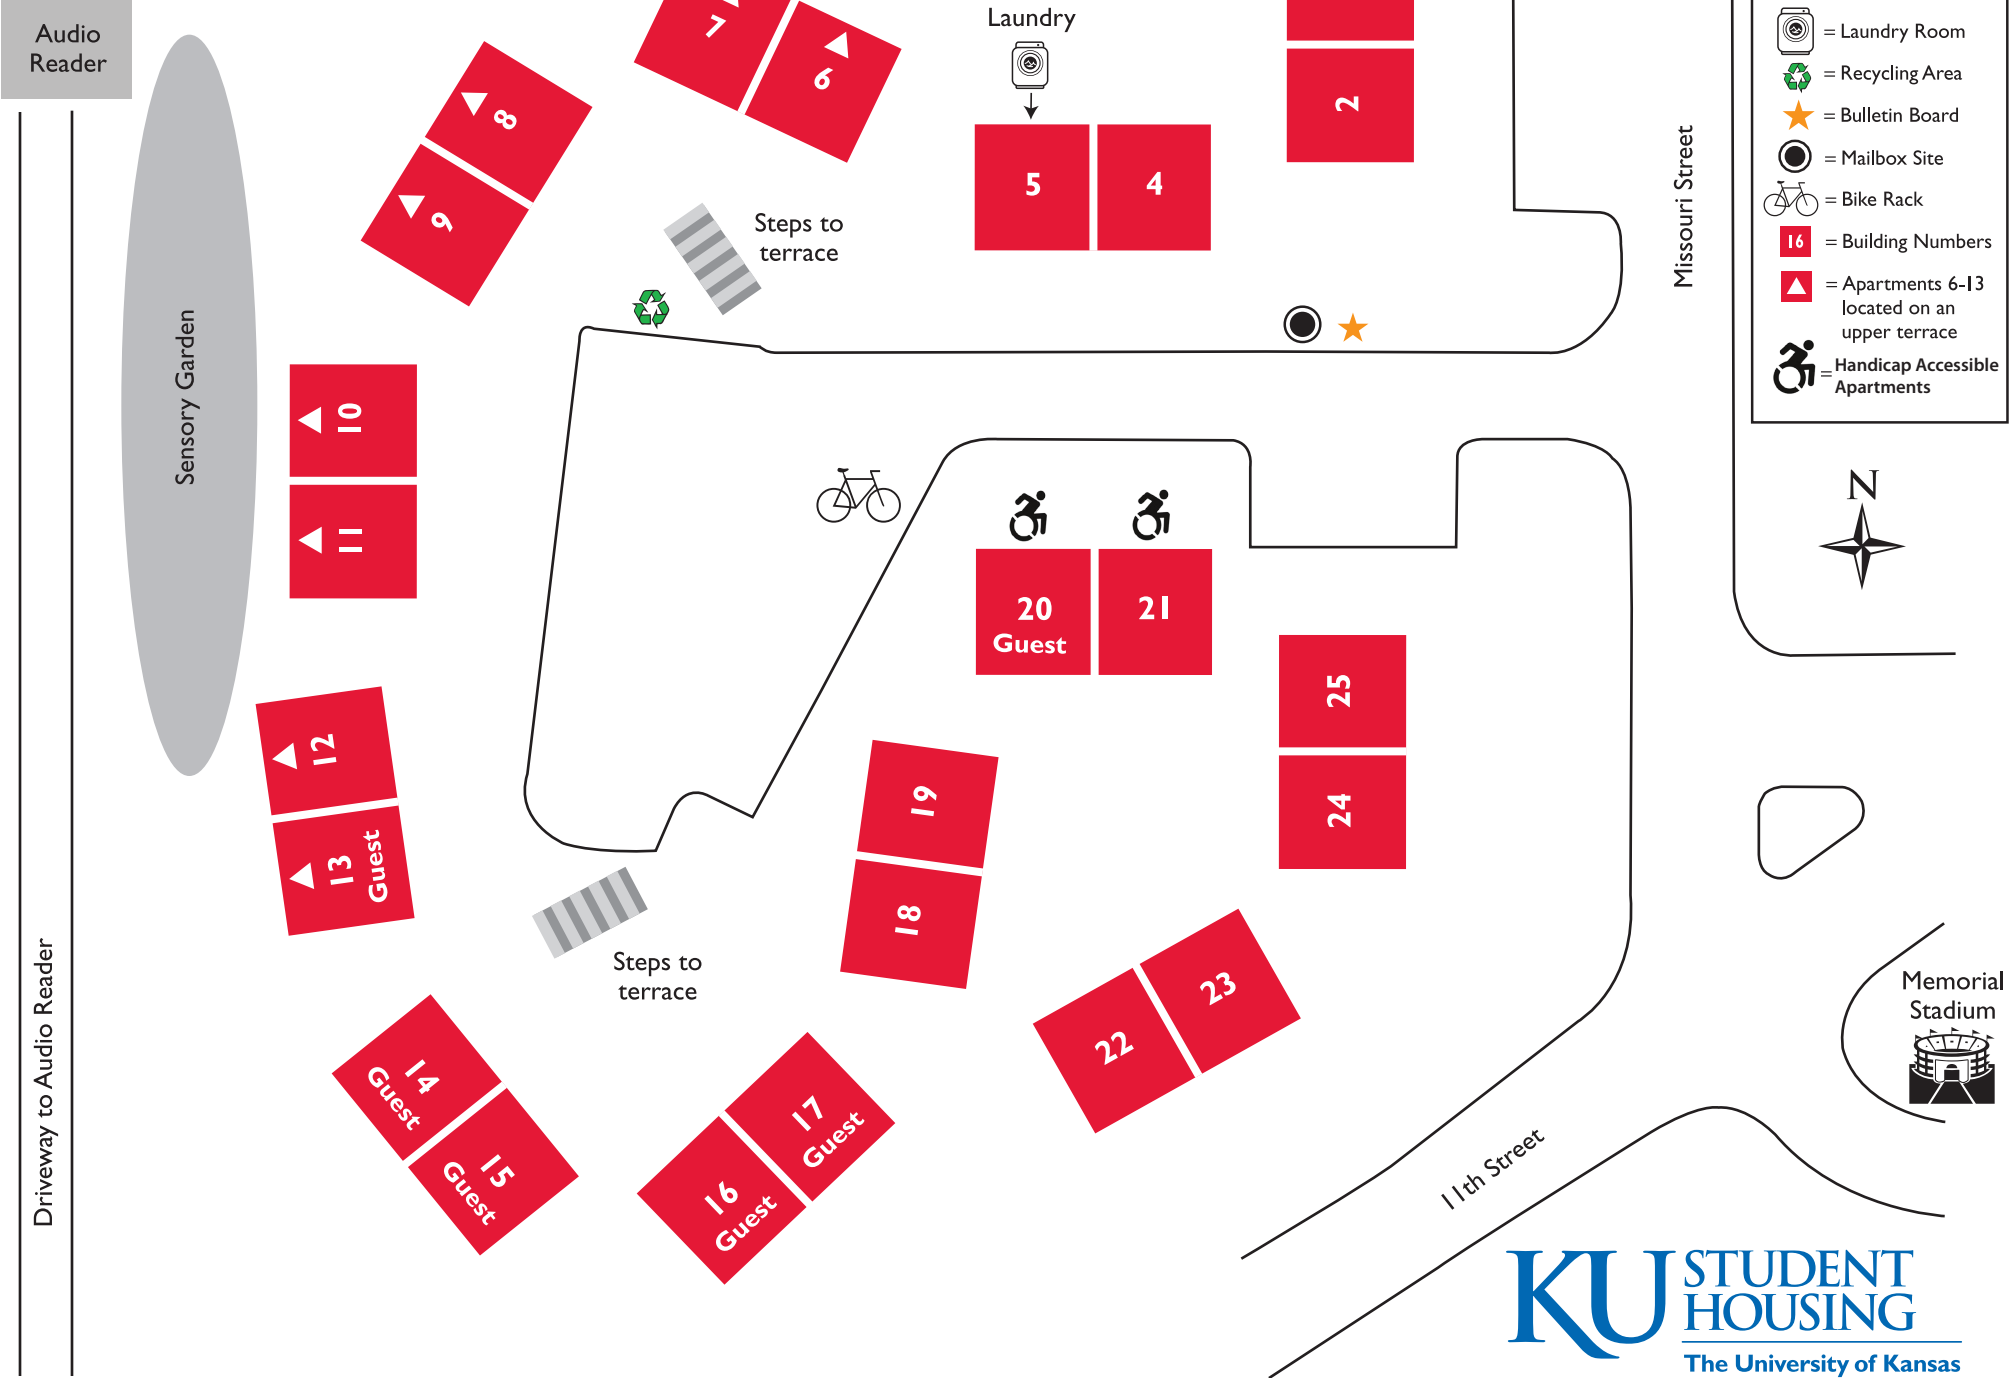 Audio
Reader
7
6
8
9
Laundry
5
4
2
Steps to
terrace
Missouri Street
= Laundry Room
= Recycling Area
= Bulletin Board
= Mailbox Site
= Bike Rack
16 = Building Numbers
= Apartments 6-13
located on an
upper terrace
= Handicap Accessible
Apartments
Sensory Garden
10
11
N
20
Guest
21
25
24
12
13
Guest
19
18
Steps to
terrace
22
23
Driveway to Audio Reader
14
Guest
15
Guest
16
Guest
17
Guest
Memorial
Stadium
11th Street
KU STUDENT
HOUSING
The University of Kansas